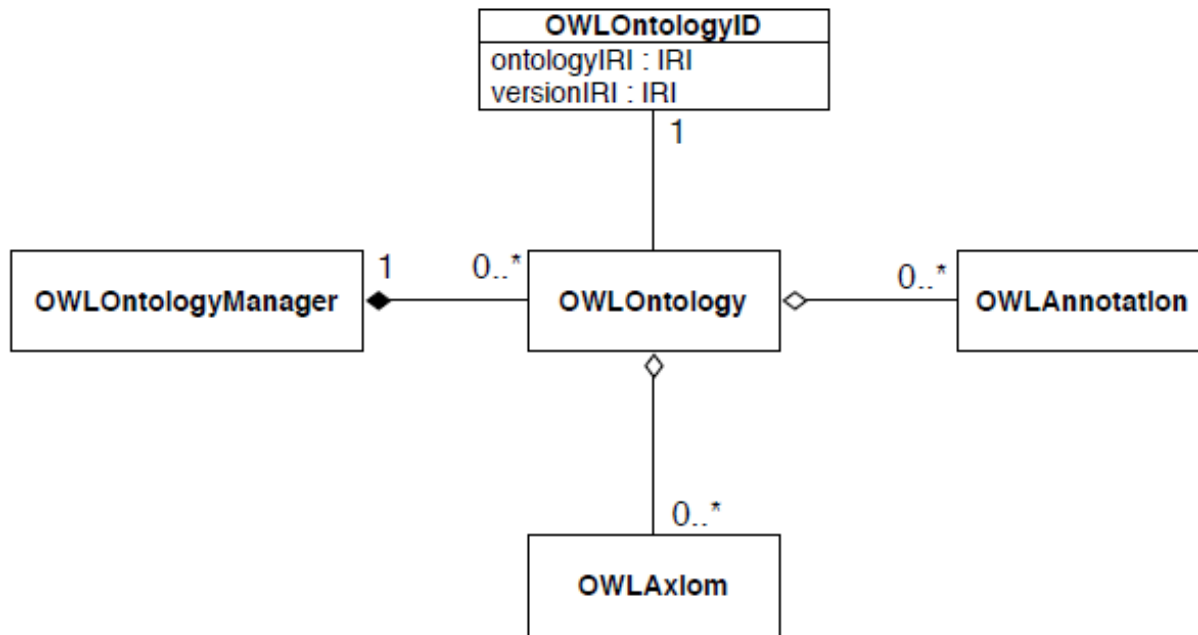 OWLOntologyID
ontologyIRI : IRI
versionIRI : IRI
1
1
0..*
0..*
OWLOntologyManager
OWLOntology
OWLAnnotation
0..*
OWLAxiom